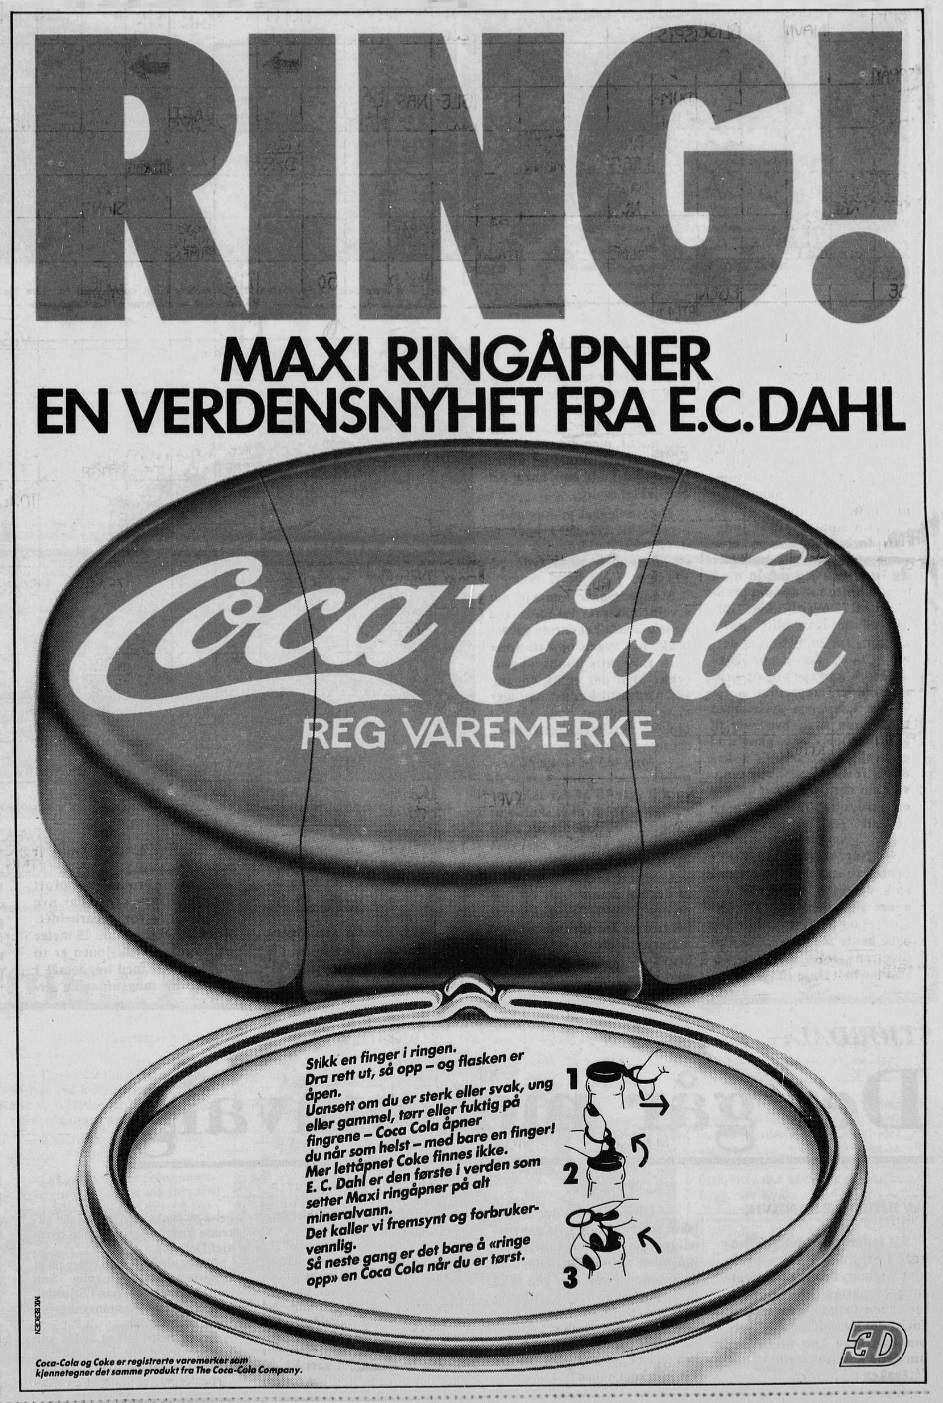 RING!
MAXI RINGÅPNER
EN VERDENSNYHET FRA E.C.DAHL
Coca-Cola
REG VAREMERKE
Stikk en finger i ringen.
Dra rett ut, så opp – og flasken er
åpen.
Uansett om du er sterk eller svak, ung
eller gammel, tørr eller fuktig på
fingrene – Coca Cola åpner
du når som helst – med bare en finger!
Mer lettåpnet Coke finnes ikke.
E. C. Dahl er den første i verden som
setter Maxi ringåpner på alt
mineralvann.
Det kaller vi fremsynt og forbruker-
vennlig.
Så neste gang er det bare å «ringe
opp» en Coca Cola når du er tørst.
1
2
3
Coca-Cola og Coke er registrerte varemerker som
kjennetegner det samme produkt fra The Coca-Cola Company.
ECD